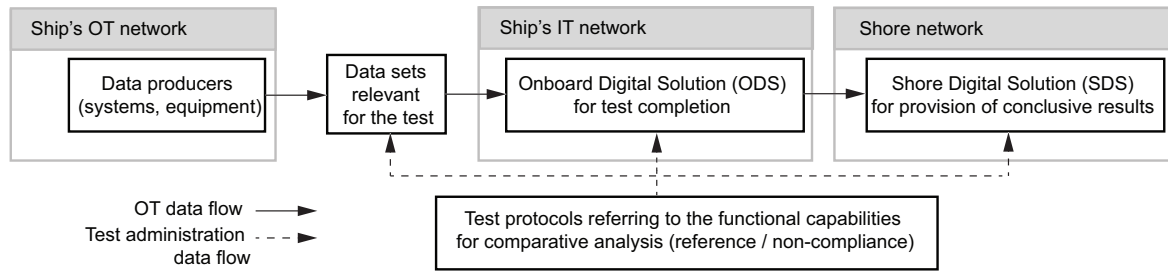 Ship's OT network
Data producers
(systems, equipment)
Data sets
relevant
for the test
Ship's IT network
Onboard Digital Solution (ODS)
for test completion
Shore network
Shore Digital Solution (SDS)
for provision of conclusive results
OT data flow
Test administration
data flow
Test protocols referring to the functional capabilities
for comparative analysis (reference / non-compliance)